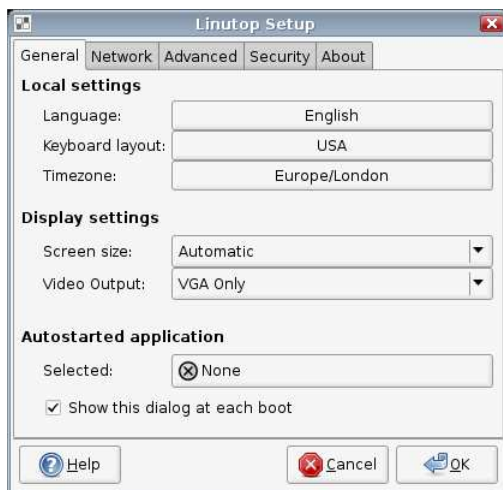 Linutop Setup
General Network Advanced Security About
Local settings
Language: English
Keyboard layout: USA
Timezone: Europe/London
Display settings
Screen size: Automatic
Video Output: VGA Only
Autostarted application
Selected: None
Show this dialog at each boot
Help Cancel OK